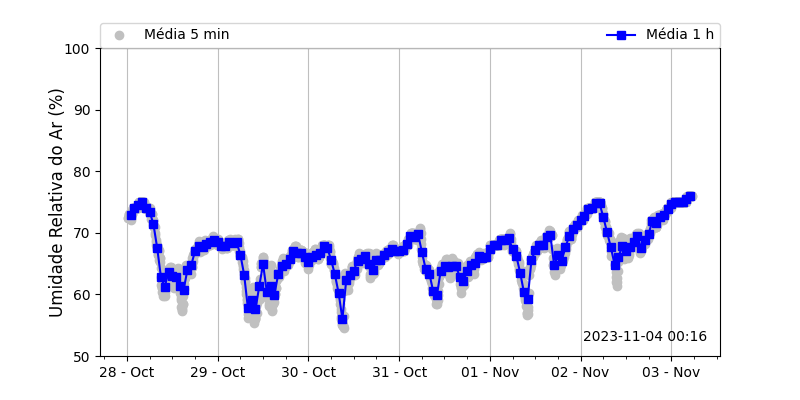 Média 5 min
Média 1 h
Umidade Relativa do Ar (%)
100
90
80
70
60
50
2023-11-04 00:16
28 - Oct
29 - Oct
30 - Oct
31 - Oct
01 - Nov
02 - Nov
03 - Nov